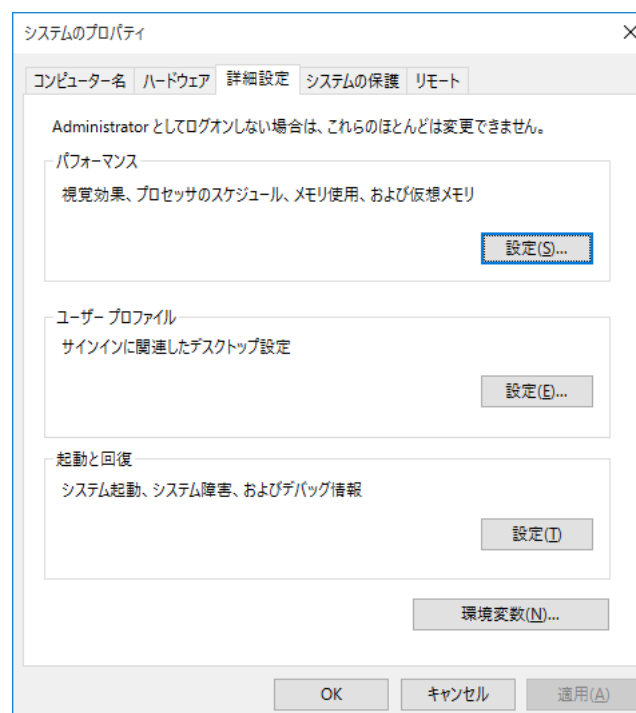 システムのプロパティ
コンピューター名 ハードウェア 詳細設定 システムの保護 リモート
Administrator としてログオンしない場合は、これらのほとんどは変更できません。
パフォーマンス
視覚効果、プロセッサのスケジュール、メモリ使用、および仮想メモリ
設定(S)...
ユーザー プロファイル
サインインに関連したデスクトップ設定
設定(E)...
起動と回復
システム起動、システム障害、およびデバッグ情報
設定(T)
環境変数(N)...
OK キャンセル 適用(A)